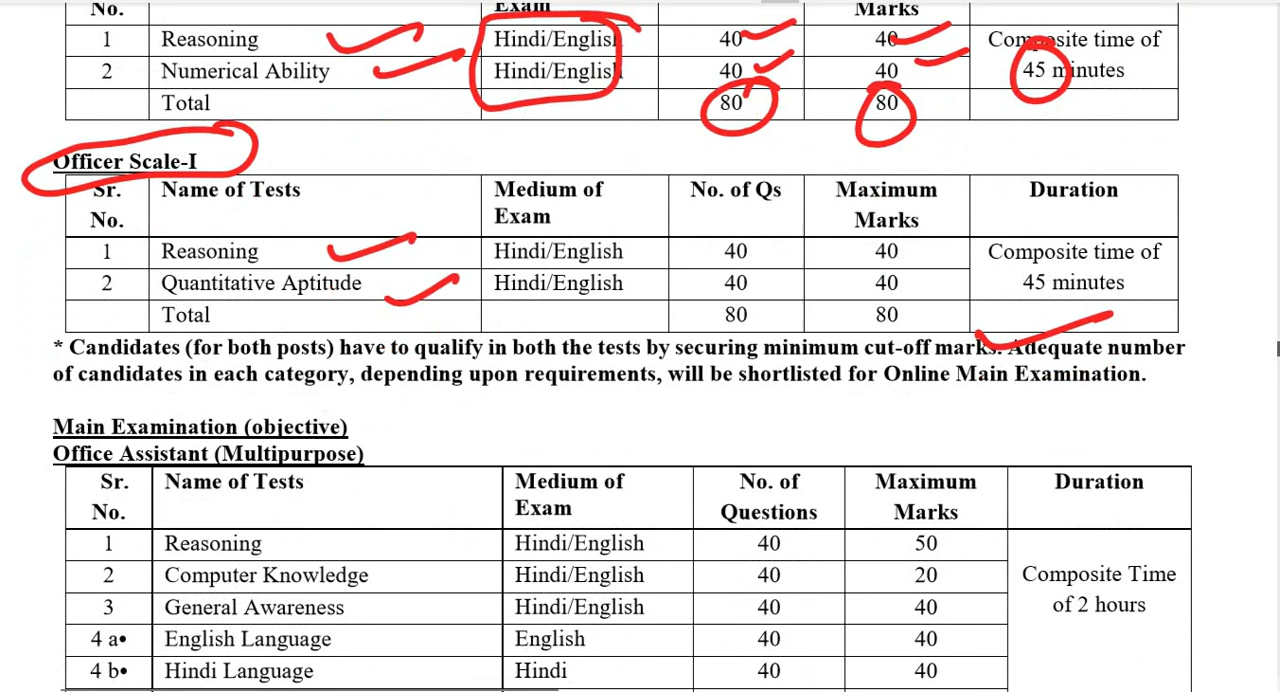 No. Exam Marks
1 Reasoning Hindi/English 40 40 Composite time of
2 Numerical Ability Hindi/English 40 40 45 minutes
Total 80 80
Officer Scale-I
Sr. Name of Tests Medium of No. of Qs Maximum Duration
No. Exam Marks
1 Reasoning Hindi/English 40 40 Composite time of
2 Quantitative Aptitude Hindi/English 40 40 45 minutes
Total 80 80
* Candidates (for both posts) have to qualify in both the tests by securing minimum cut-off marks. Adequate number
of candidates in each category, depending upon requirements, will be shortlisted for Online Main Examination.
Main Examination (objective)
Office Assistant (Multipurpose)
Sr. Name of Tests Medium of No. of Maximum Duration
No. Exam Questions Marks
1 Reasoning Hindi/English 40 50
2 Computer Knowledge Hindi/English 40 20 Composite Time
3 General Awareness Hindi/English 40 40 of 2 hours
4 a• English Language English 40 40
4 b• Hindi Language Hindi 40 40